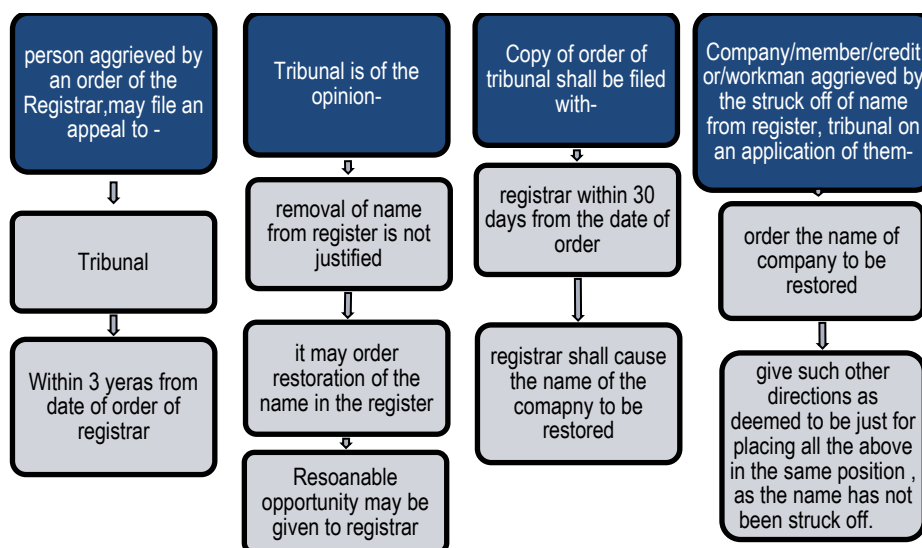 person aggrieved by
an order of the
Registrar,may file an
appeal to -
Tribunal
Within 3 yeras from
date of order of
registrar
Tribunal is of the
opinion-
removal of name
from register is not
justified
it may order
restoration of the
name in the register
Resoanable
opportunity may be
given to registrar
Copy of order of
tribunal shall be filed
with-
registrar within 30
days from the date of
order
registrar shall cause
the name of the
comapny to be
restored
Company/member/credit
or/workman aggrieved by
the struck off of name
from register, tribunal on
an application of them-
order the name of
company to be
restored
give such other
directions as
deemed to be just for
placing all the above
in the same position ,
as the name has not
been struck off.